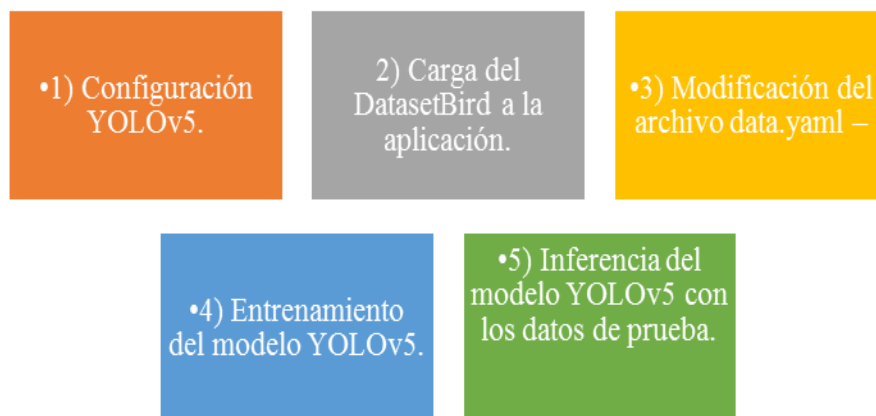 •1) Configuración
YOLOv5.
2) Carga del
DatasetBird a la
aplicación.
•3) Modificación del
archivo data.yaml –
•4) Entrenamiento
del modelo YOLOv5.
•5) Inferencia del
modelo YOLOv5 con
los datos de prueba.